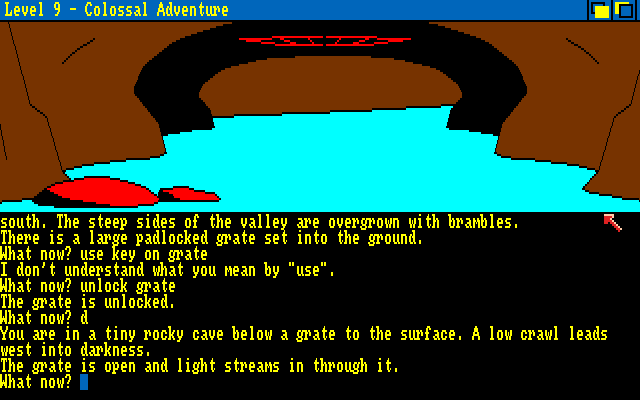 Level 9 - Colossal Adventure
south. The steep sides of the valley are overgrown with brambles.
There is a large padlocked grate set into the ground.
What now? use key on grate
I don't understand what you mean by "use".
What now? unlock grate
The grate is unlocked.
What now? d
You are in a tiny rocky cave below a grate to the surface. A low crawl leads
west into darkness.
The grate is open and light streams in through it.
What now?